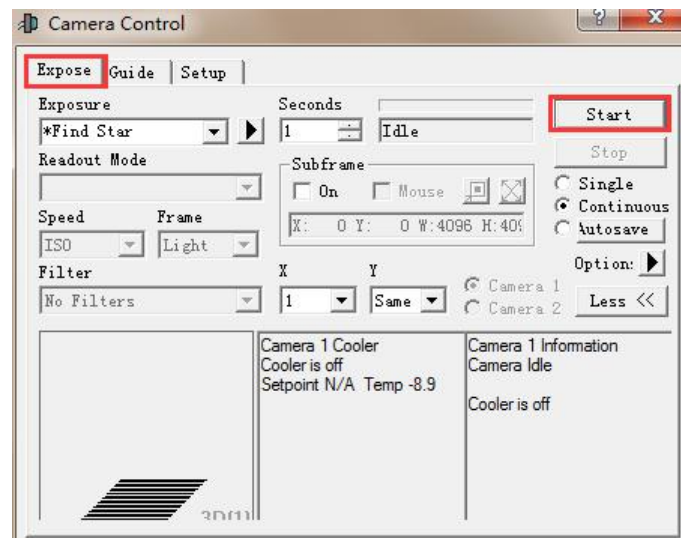 Camera Control
Expose Guide Setup
Exposure
*Find Star
Seconds
1
Idle
Start
Stop
Readout Mode
Subframe
On Mouse
X: 0 Y: 0 W:4096 H:409
Single
Continuous
Autosave
Speed Frame
ISO Light
Option:
Filter
No Filters
X Y
1 Same
Camera 1
Camera 2
Less <<
Camera 1 Cooler
Cooler is off
Setpoint N/A Temp -8.9
Camera 1 Information
Camera Idle
Cooler is off